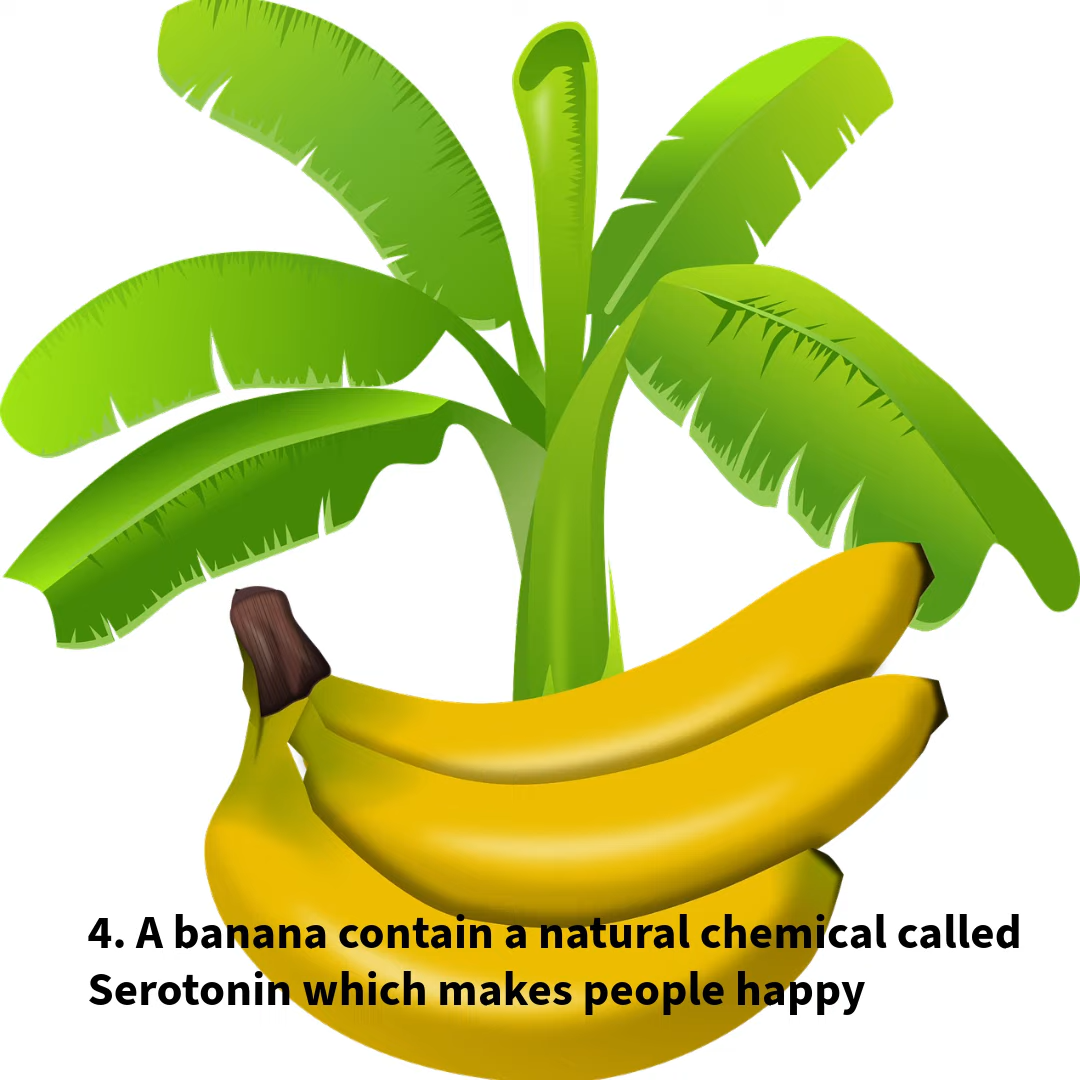 4. A banana contain a natural chemical called
Serotonin which makes people happy